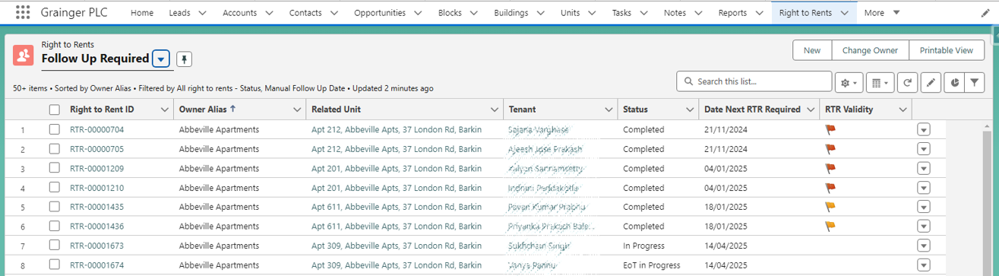 Grainger PLC Home Leads Accounts Contacts Opportunities Blocks Buildings Units Tasks Notes Reports Right to Rents More
Right to Rents
Follow Up Required
New Change Owner Printable View
50+ items • Sorted by Owner Alias • Filtered by All right to rents - Status, Manual Follow Up Date • Updated 2 minutes ago
Search this list...
Right to Rent ID Owner Alias ↑ Related Unit Tenant Status Date Next RTR Required RTR Validity
1 RTR-00000704 Abbeville Apartments Apt 212, Abbeville Apts, 37 London Rd, Barkin Completed 21/11/2024
2 RTR-00000705 Abbeville Apartments Apt 212, Abbeville Apts, 37 London Rd, Barkin Completed 21/11/2024
3 RTR-00001209 Abbeville Apartments Apt 201, Abbeville Apts, 37 London Rd, Barkin Completed 04/01/2025
4 RTR-00001210 Abbeville Apartments Apt 201, Abbeville Apts, 37 London Rd, Barkin Completed 04/01/2025
5 RTR-00001435 Abbeville Apartments Apt 611, Abbeville Apts, 37 London Rd, Barkin Completed 18/01/2025
6 RTR-00001436 Abbeville Apartments Apt 611, Abbeville Apts, 37 London Rd, Barkin Completed 18/01/2025
7 RTR-00001673 Abbeville Apartments Apt 309, Abbeville Apts, 37 London Rd, Barkin In Progress 14/04/2025
8 RTR-00001674 Abbeville Apartments Apt 309, Abbeville Apts, 37 London Rd, Barkin EoT in Progress 14/04/2025